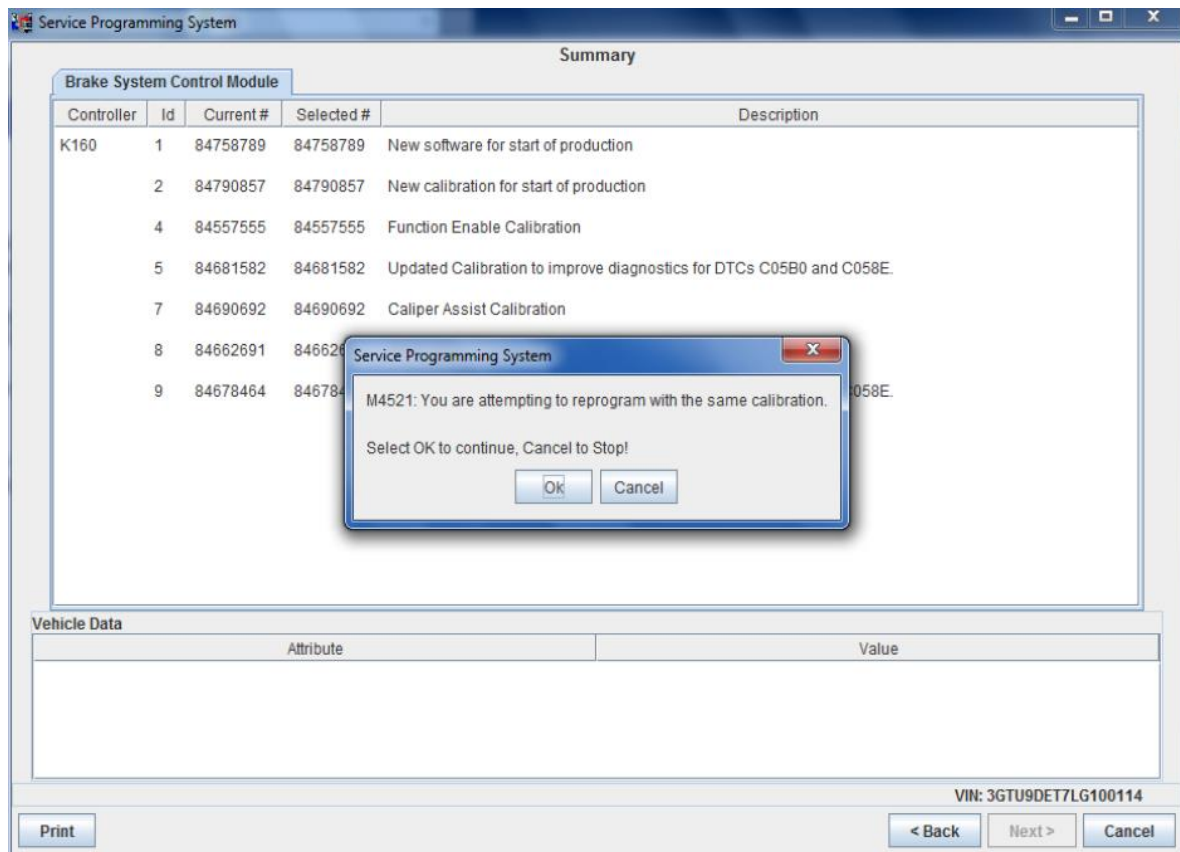 Service Programming System
Summary
Brake System Control Module
Controller Id Current # Selected # Description
K160 1 84758789 84758789 New software for start of production
2 84790857 84790857 New calibration for start of production
4 84557555 84557555 Function Enable Calibration
5 84681582 84681582 Updated Calibration to improve diagnostics for DTCs C05B0 and C058E.
7 84690692 84690692 Caliper Assist Calibration
8 84662691
9 84678464 C058E.
Service Programming System
M4521: You are attempting to reprogram with the same calibration.
Select OK to continue, Cancel to Stop!
Ok Cancel
Vehicle Data
Attribute Value
VIN: 3GTU9DET7LG100114
Print < Back Next > Cancel